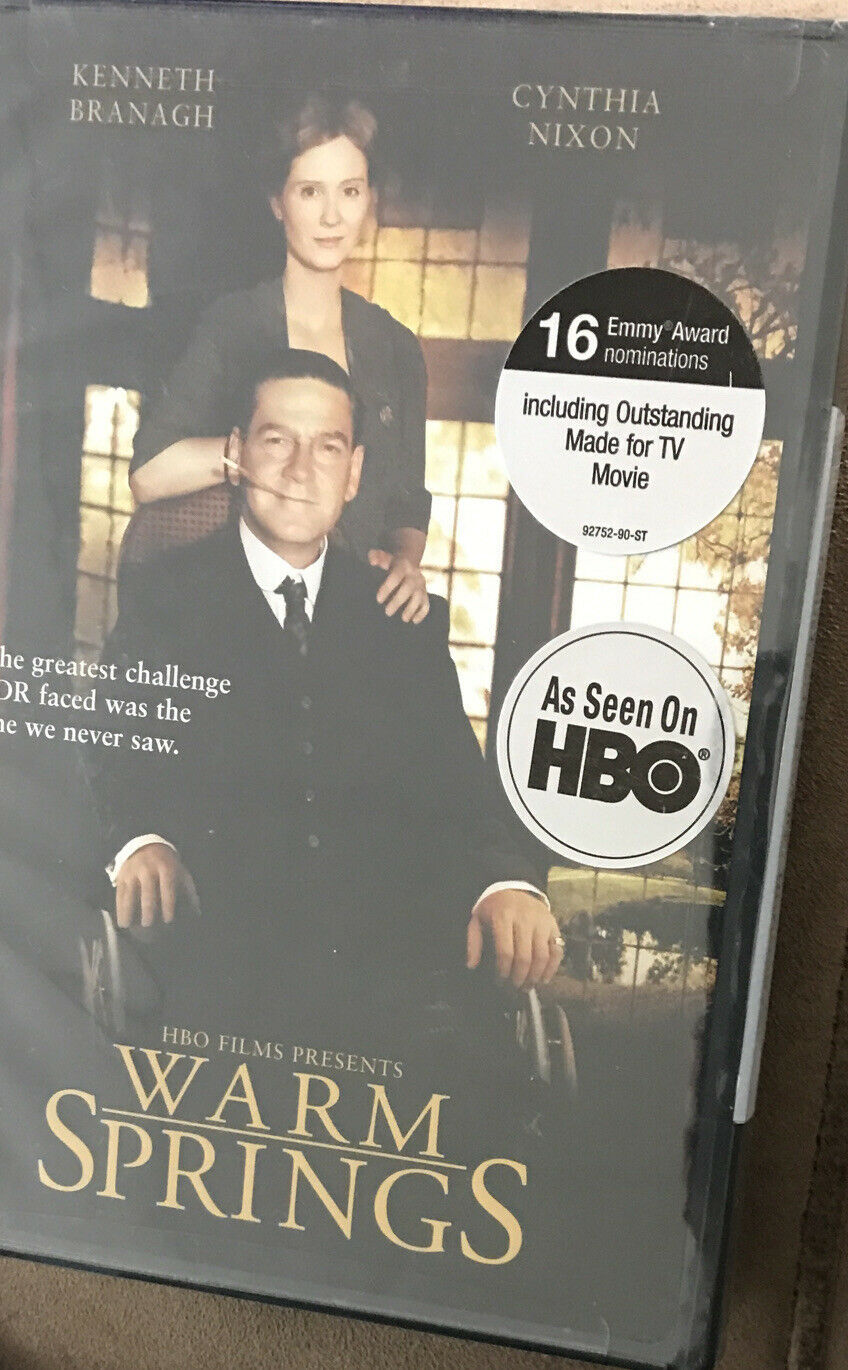 KENNETH
BRANAGH
CYNTHIA
NIXON
16 Emmy® Award
nominations
including Outstanding
Made for TV
Movie
92752-90-ST
he greatest challenge
DR faced was the
ne we never saw.
As Seen On
HBO®
HBO FILMS PRESENTS
WARM
SPRINGS